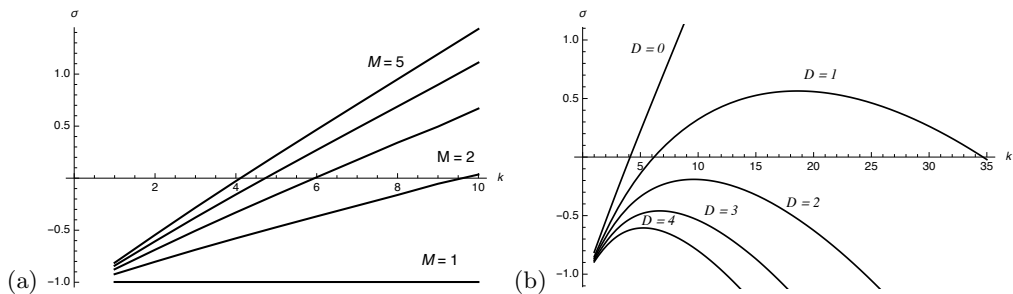 σ
1.0
0.5
-0.5
-1.0
2
4
6
8
10
k
M = 5
M = 2
M = 1
(a)
σ
1.0
0.5
-0.5
-1.0
5
10
15
20
25
30
35
k
D = 0
D = 1
D = 2
D = 3
D = 4
(b)